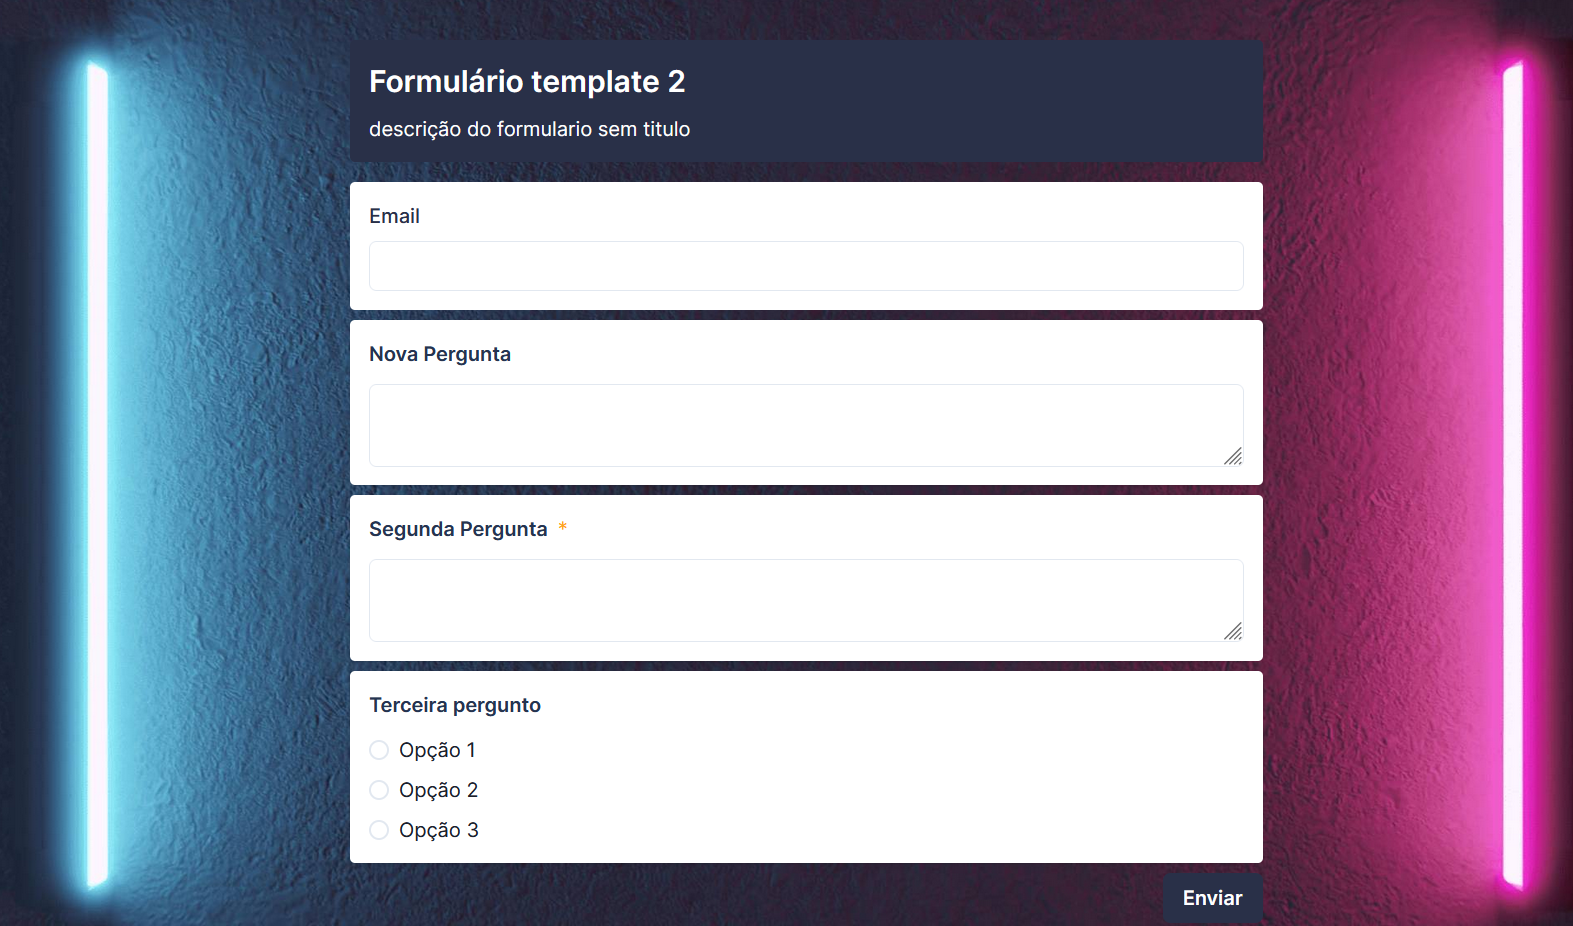 Formulário template 2
descrição do formulario sem titulo
Email
Nova Pergunta
Segunda Pergunta *
Terceira pergunto
Opção 1
Opção 2
Opção 3
Enviar